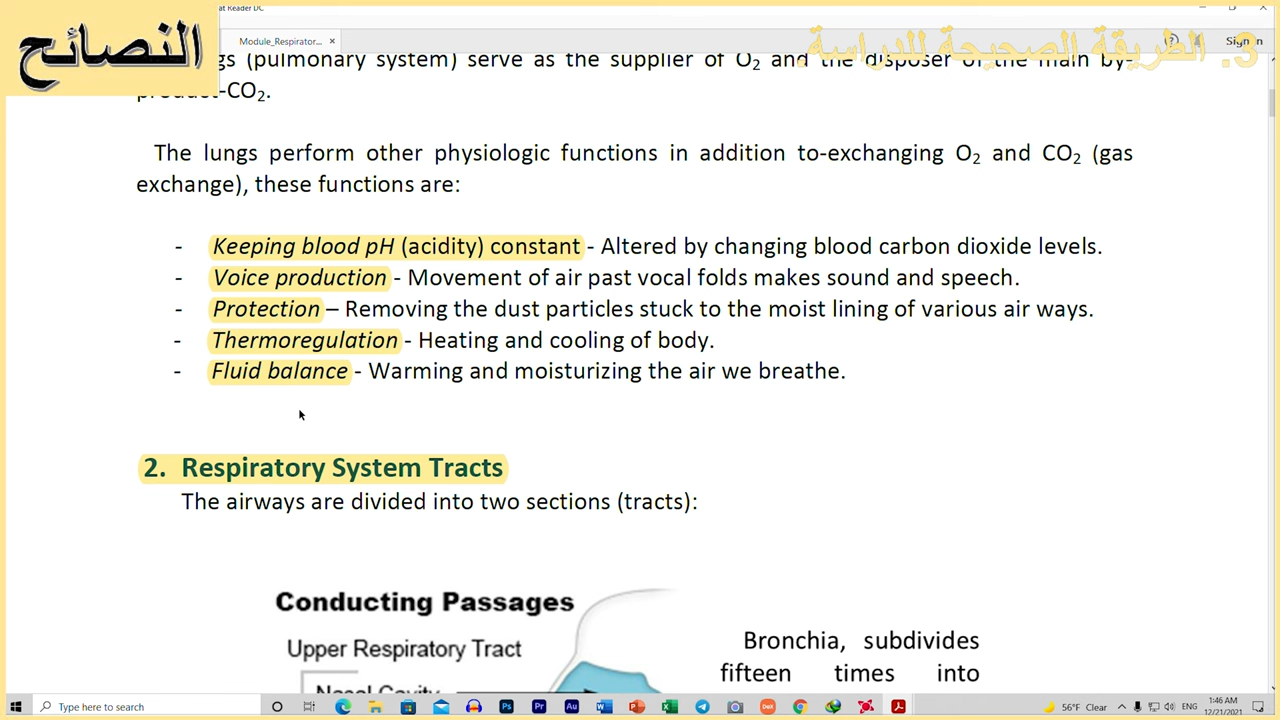 at Reader DC
النصائح
Module_Respirator... ×
3. الطريقة الصحيحة للدراسة.
Sign In
gs (pulmonary system) serve as the supplier of O₂ and the disposer of the main by-
product-CO₂.
The lungs perform other physiologic functions in addition to-exchanging O₂ and CO₂ (gas
exchange), these functions are:
- Keeping blood pH (acidity) constant - Altered by changing blood carbon dioxide levels.
- Voice production - Movement of air past vocal folds makes sound and speech.
- Protection – Removing the dust particles stuck to the moist lining of various air ways.
- Thermoregulation - Heating and cooling of body.
- Fluid balance - Warming and moisturizing the air we breathe.
2. Respiratory System Tracts
The airways are divided into two sections (tracts):
Conducting Passages
Upper Respiratory Tract
Nasal Cavity
Bronchia, subdivides
fifteen times into
Type here to search
56°F Clear
ENG
1:46 AM
12/21/2021